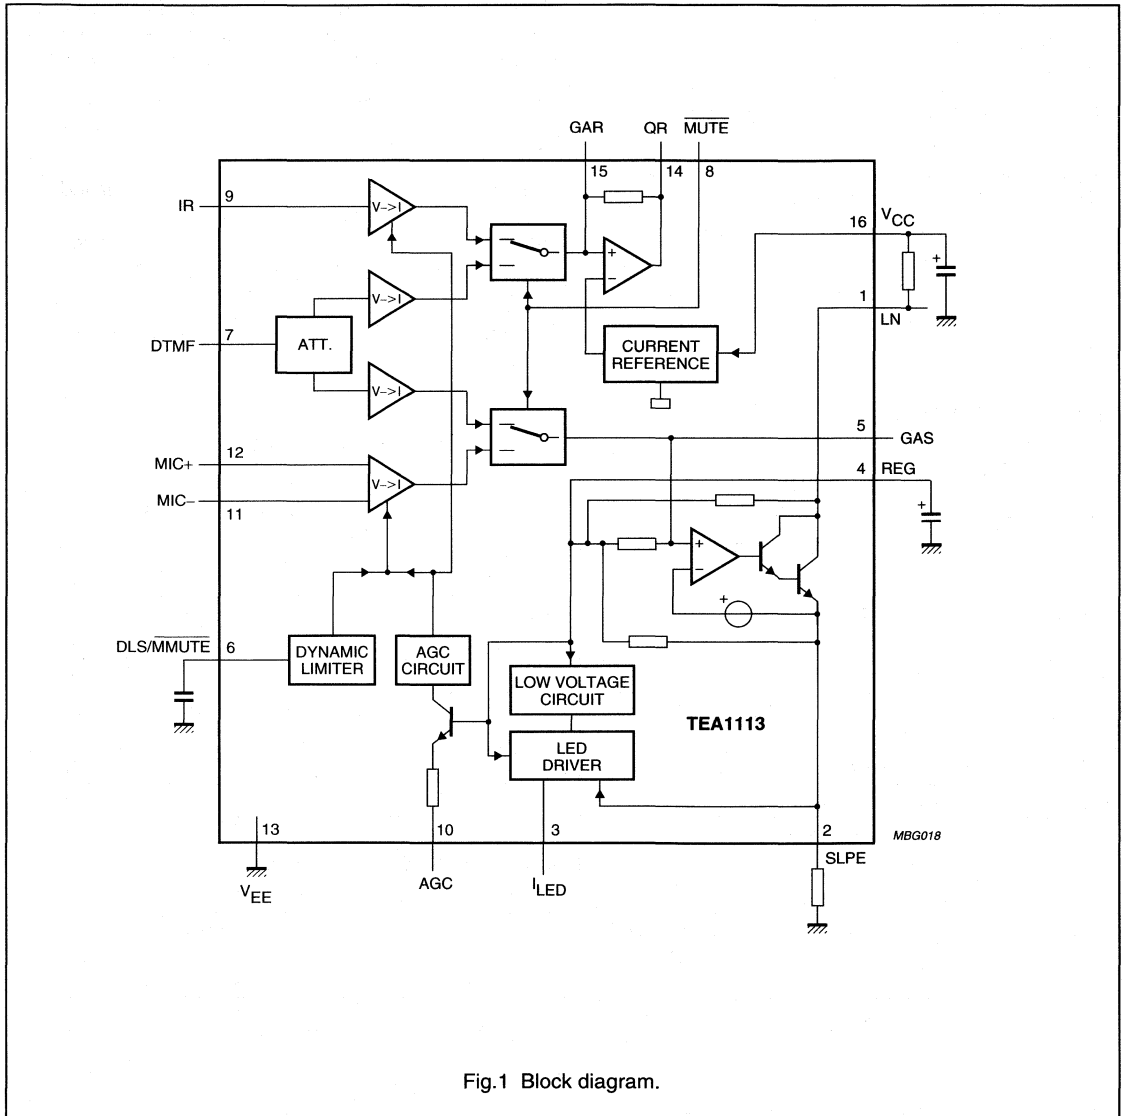 GAR QR MUTE
15 14 8
IR 9 V->I
16 VCC
V->I
1 LN
DTMF 7 ATT.
CURRENT
REFERENCE
V->I
5 GAS
MIC+ 12
4 REG
V->I
MIC− 11
+
−
+
−
+
+
+
DLS/MMUTE 6
DYNAMIC
LIMITER
AGC
CIRCUIT
LOW VOLTAGE
CIRCUIT
TEA1113
LED
DRIVER
13 10 3 2
MBG018
SLPE
VEE
AGC
ILED
Fig.1 Block diagram.